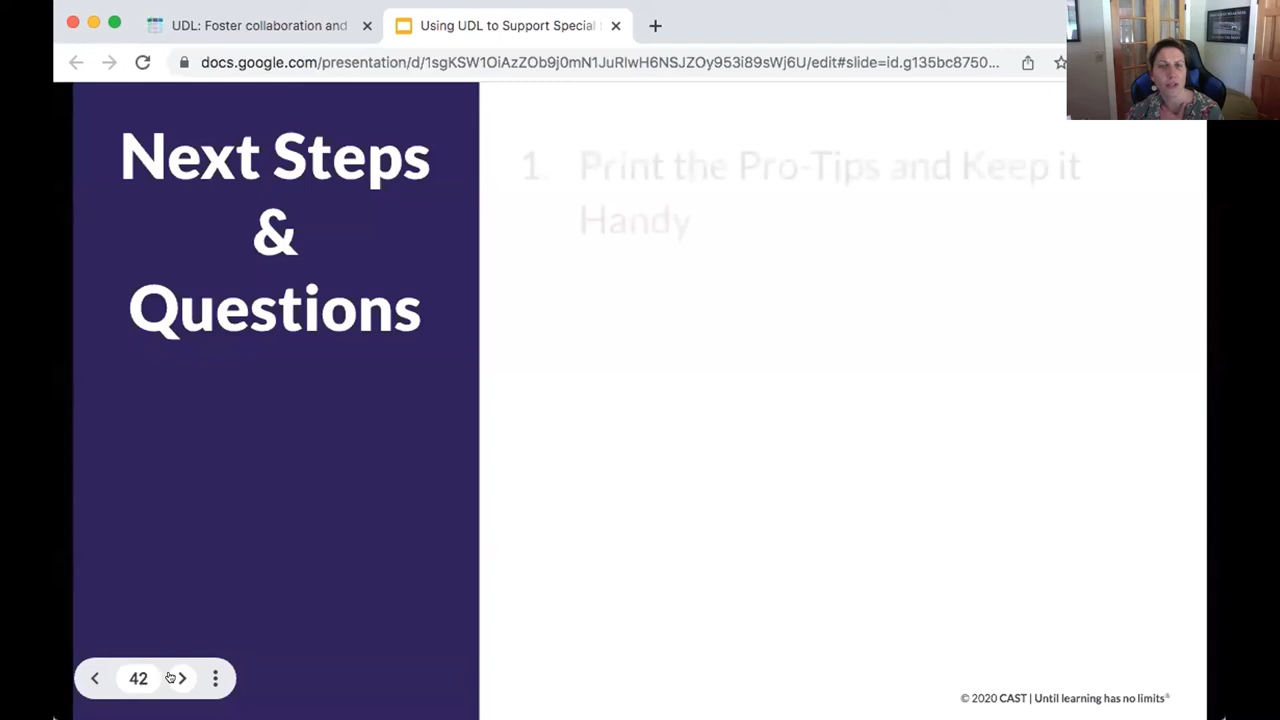 UDL: Foster collaboration and
Using UDL to Support Special
docs.google.com/presentation/d/1sgKSW1OiAzZOb9j0mN1JuRlwH6NSJZOy953i89sWj6U/edit#slide=id.g135bc8750...
Next Steps
&
Questions
1. Print the Pro-Tips and Keep it
Handy
42
© 2020 CAST | Until learning has no limits®